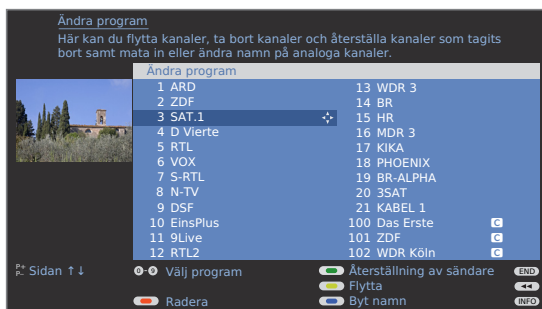 Ändra program
Här kan du flytta kanaler, ta bort kanaler och återställa kanaler som tagits
bort samt mata in eller ändra namn på analoga kanaler.
Ändra program
1 ARD
2 ZDF
3 SAT.1
4 D Vierte
5 RTL
6 VOX
7 S-RTL
8 N-TV
9 DSF
10 EinsPlus
11 9Live
12 RTL2
13 WDR 3
14 BR
15 HR
16 MDR 3
17 KIKA
18 PHOENIX
19 BR-ALPHA
20 3SAT
21 KABEL 1
100 Das Erste C
101 ZDF C
102 WDR Köln C
P+
P- Sidan ↑↓
0-9 Välj program
Radera
Återställning av sändare
Flytta
Byt namn
END
INFO